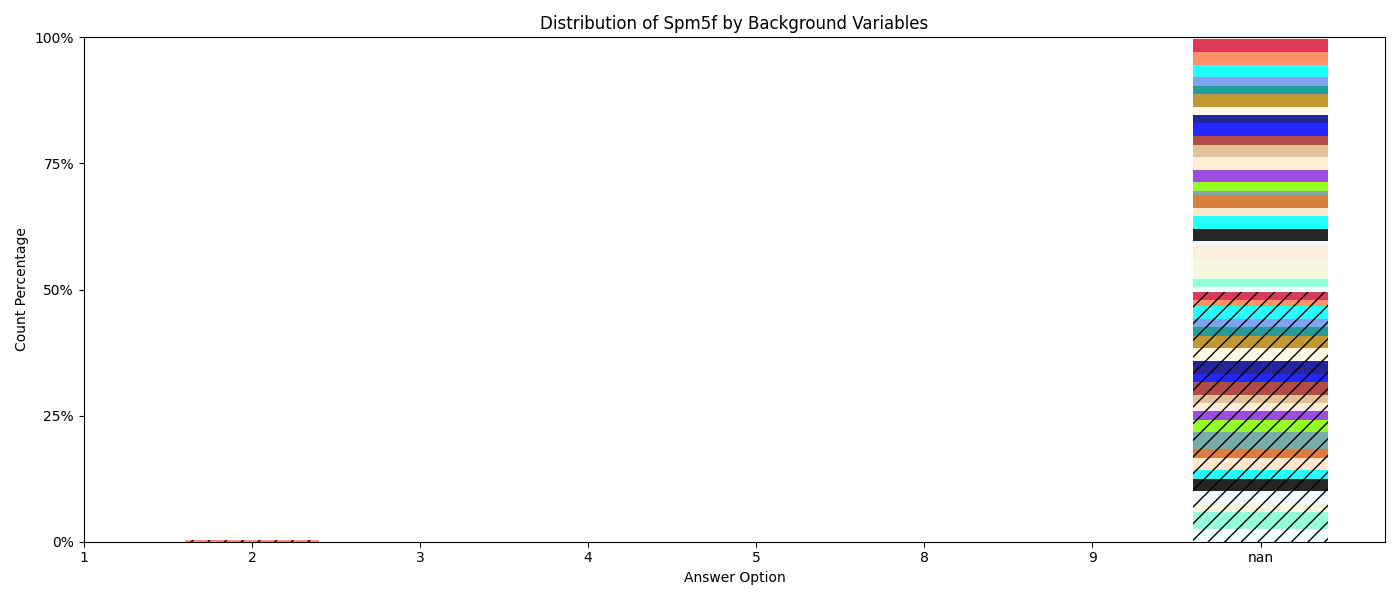 Distribution of Spm5f by Background Variables
100%
75%
50%
25%
0%
Count Percentage
1 2 3 4 5 8 9 nan
Answer Option